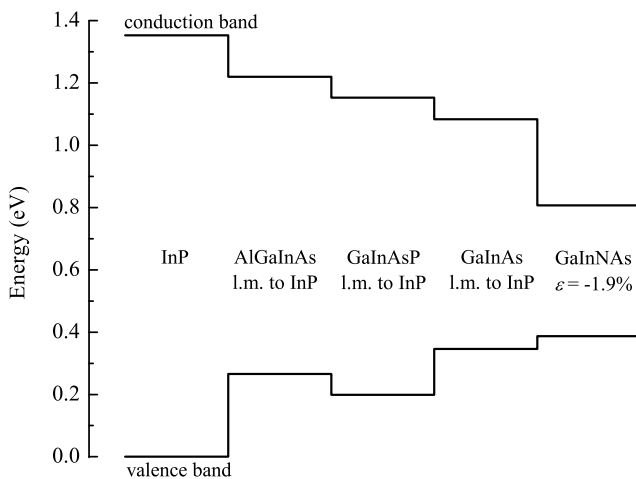 conduction band
1.4
1.2
1.0
0.8
0.6
0.4
0.2
0.0
Energy (eV)
InP
AlGaInAs
l.m. to InP
GaInAsP
l.m. to InP
GaInAs
l.m. to InP
GaInNAs
ε = -1.9%
valence band